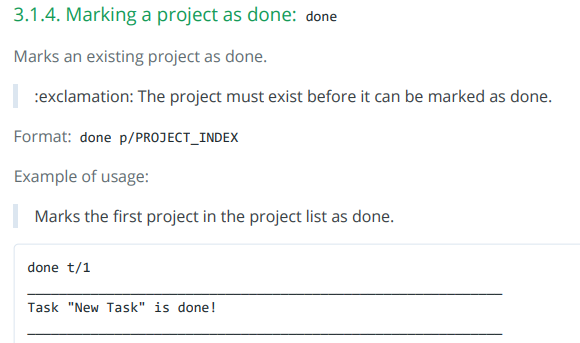 3.1.4. Marking a project as done: done
Marks an existing project as done.
:exclamation: The project must exist before it can be marked as done.
Format: done p/PROJECT_INDEX
Example of usage:
Marks the first project in the project list as done.
done t/1
Task "New Task" is done!